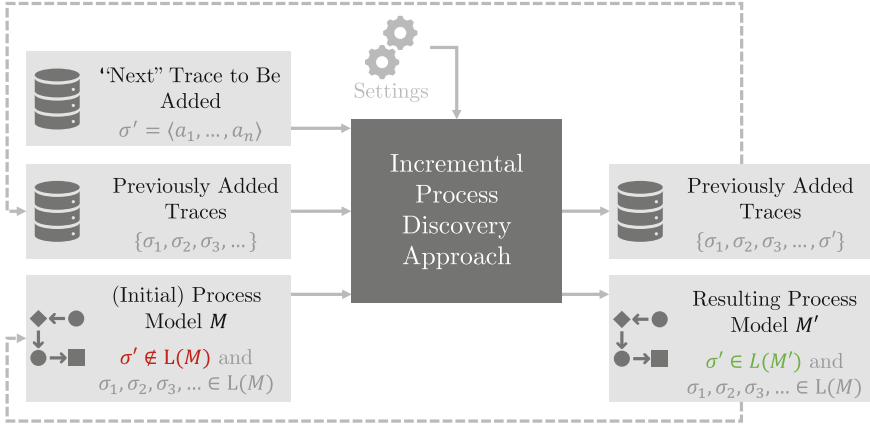 “Next” Trace to Be
Added
σ′ = ⟨a₁, … , aₙ⟩
Settings
Previously Added
Traces
{σ₁, σ₂, σ₃, … }
(Initial) Process
Model M
σ′ ∉ L(M) and
σ₁, σ₂, σ₃, … ∈ L(M)
Incremental
Process
Discovery
Approach
Previously Added
Traces
{σ₁, σ₂, σ₃, … , σ′}
Resulting Process
Model M′
σ′ ∈ L(M′) and
σ₁, σ₂, σ₃, … ∈ L(M)